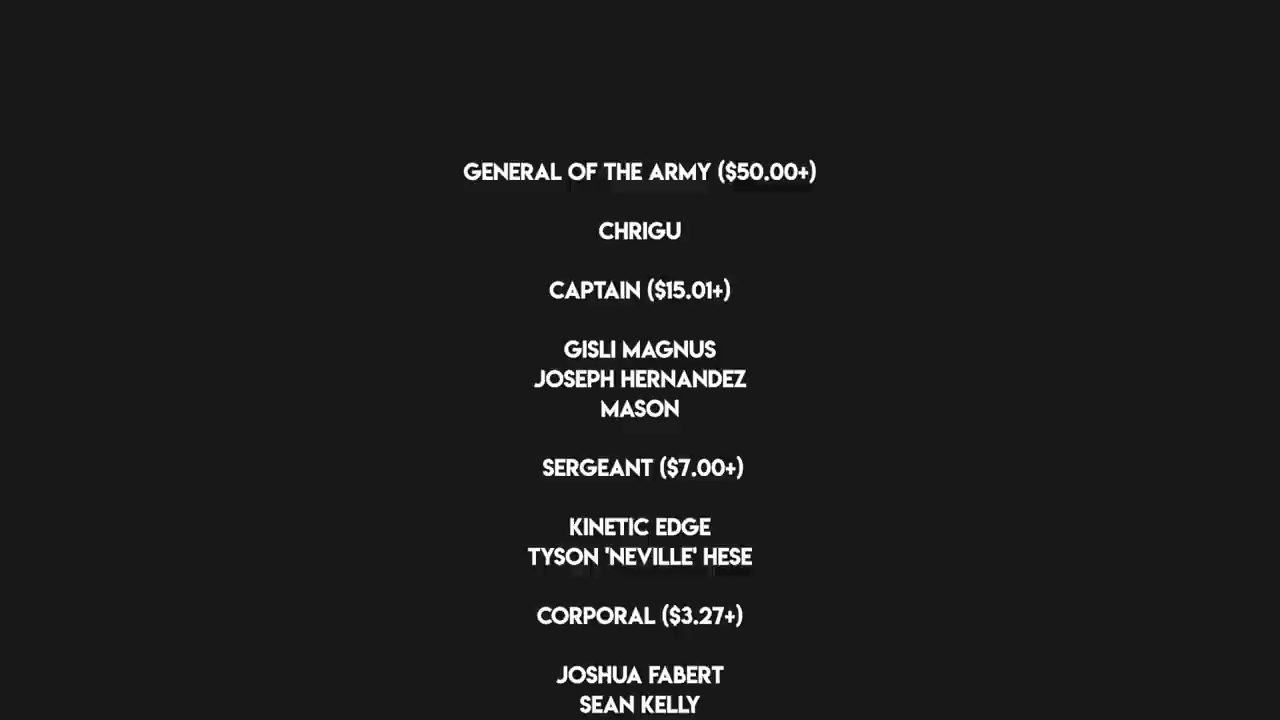 GENERAL OF THE ARMY ($50.00+)
CHRIGU
CAPTAIN ($15.01+)
GISLI MAGNUS
JOSEPH HERNANDEZ
MASON
SERGEANT ($7.00+)
KINETIC EDGE
TYSON 'NEVILLE' HESE
CORPORAL ($3.27+)
JOSHUA FABERT
SEAN KELLY